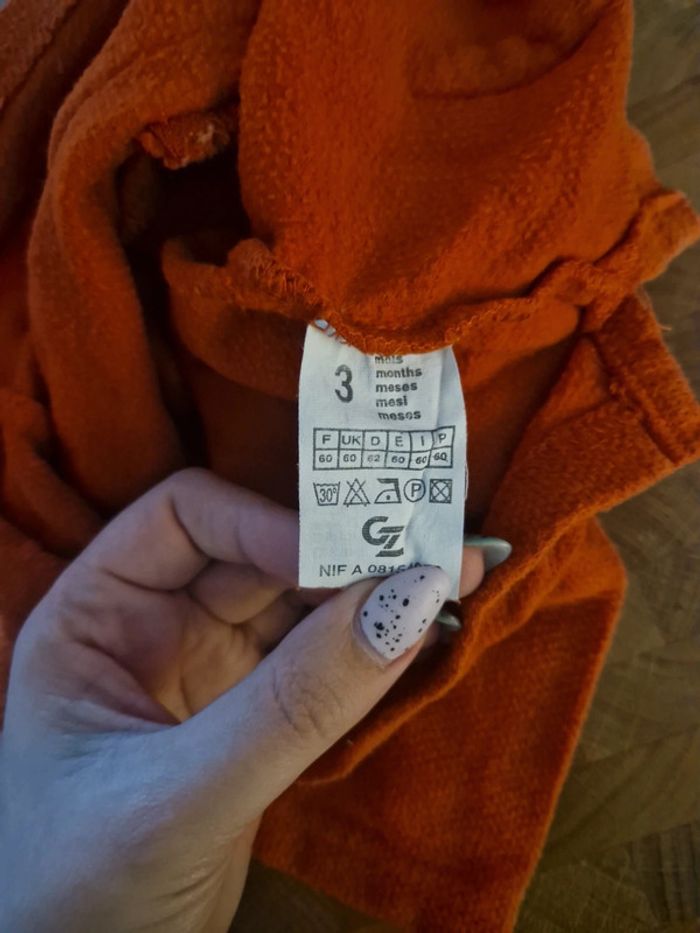 3
mois
months
meses
mesi
meses
F UK D E I P
60 60 62 60 60 60
30° P
GZ
NIF A